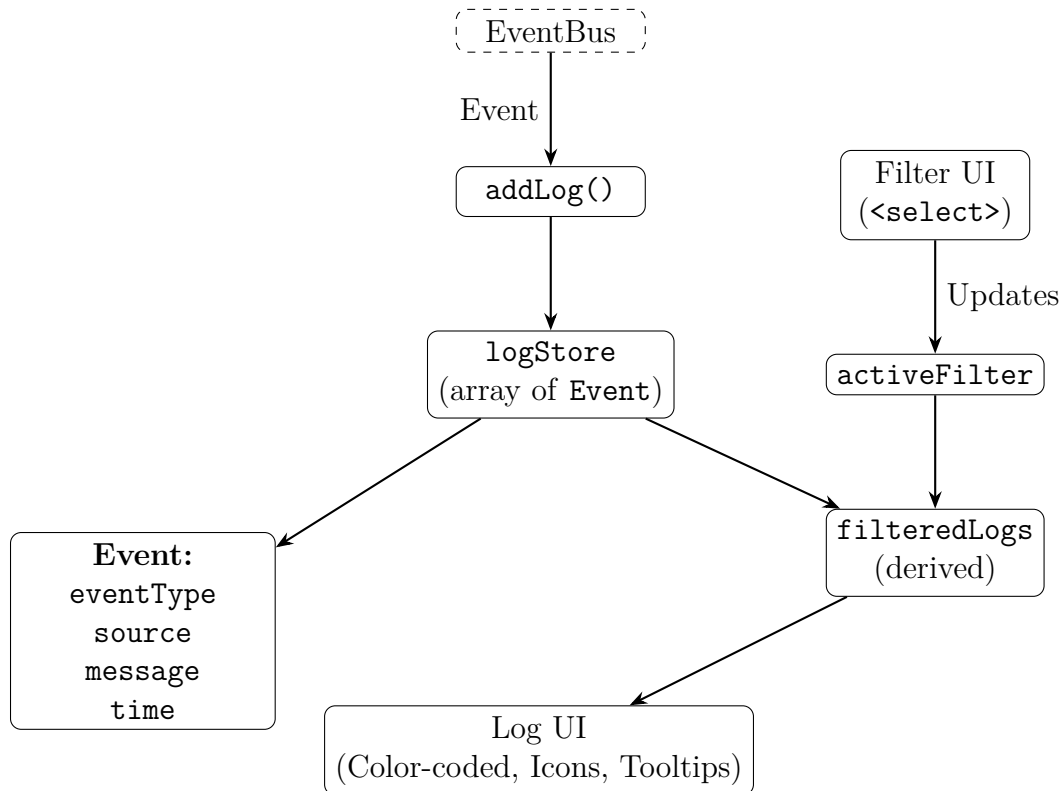 EventBus
Event
addLog()
Filter UI
(<select>)
Updates
logStore
(array of Event)
activeFilter
Event:
eventType
source
message
time
filteredLogs
(derived)
Log UI
(Color-coded, Icons, Tooltips)